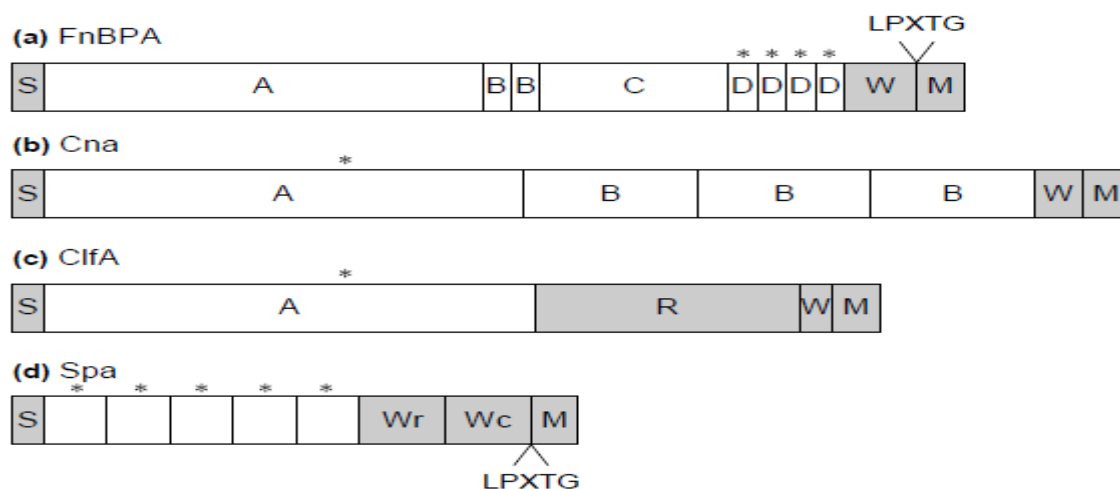 (a) FnBPA
LPXTG
* * * *
S A B B C D D D D W M
(b) Cna
*
S A B B B W M
(c) ClfA
*
S A R W M
(d) Spa
* * * * *
S Wr Wc M
LPXTG